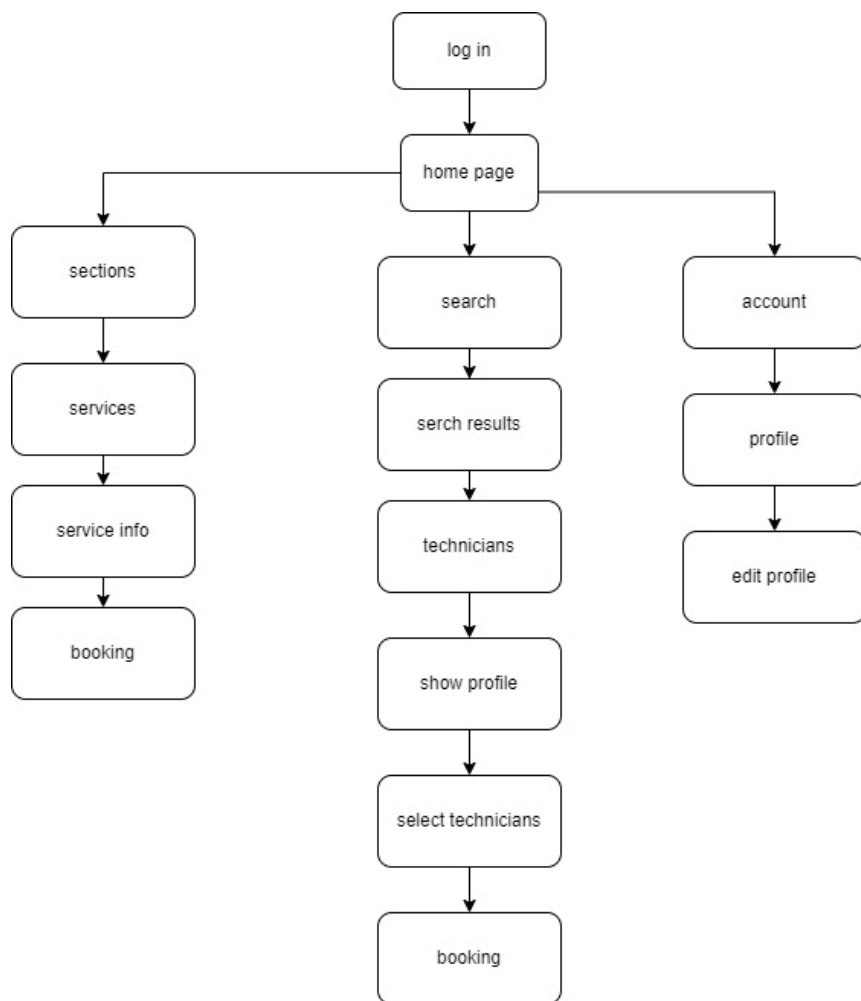 log in
home page
sections
services
service info
booking
search
serch results
technicians
show profile
select technicians
booking
account
profile
edit profile